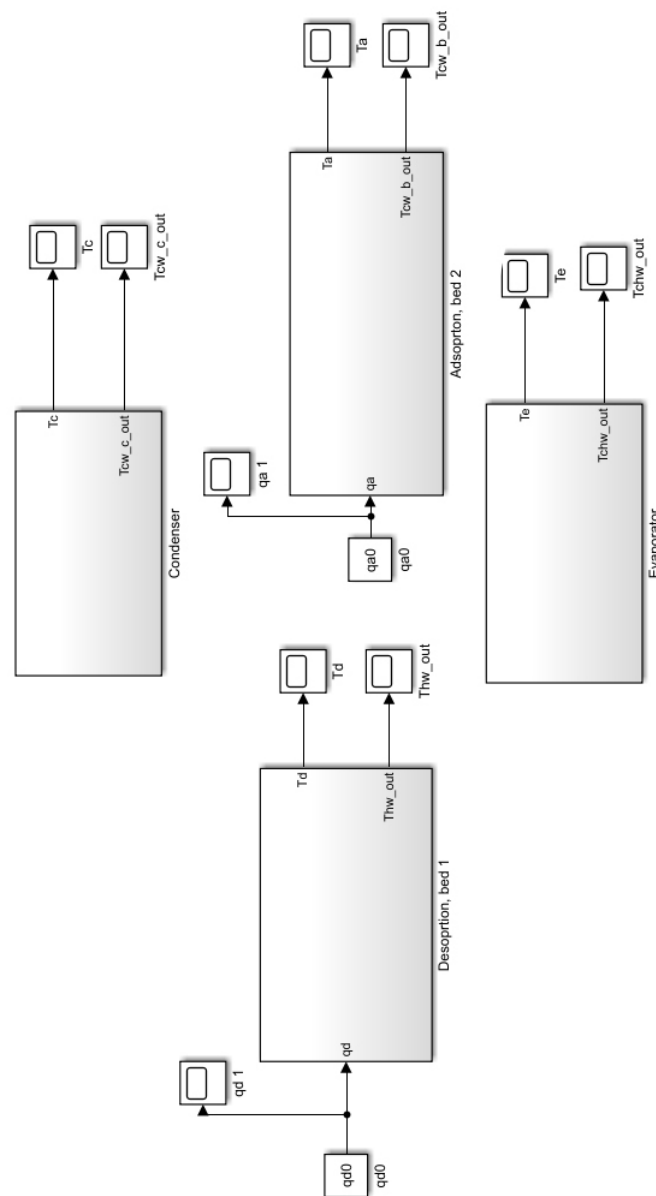 Tc
Tc
Tcw_c_out
Tcw_c_out
Condenser
qd 1
qd0
qd0
qd
Td
Td
Thw_out
Thw_out
Desoprtion, bed 1
qa 1
qa0
qa0
qa
Ta
Ta
Tcw_b_out
Tcw_b_out
Adsoprton, bed 2
Te
Te
Tchw_out
Tchw_out
Evaporator